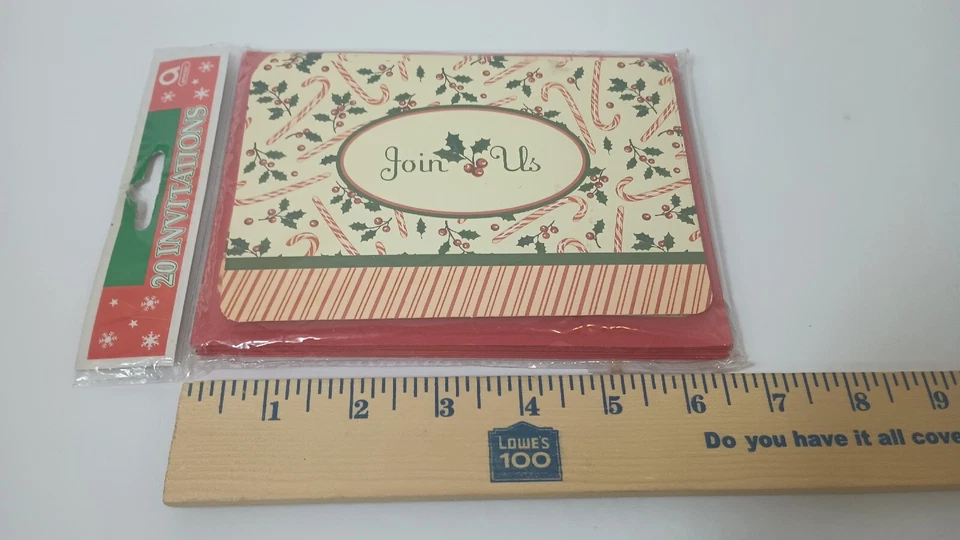 20 INVITATIONS
Join Us
1 2 3 4 5 6 7 8 9
LOWE'S
100
Do you have it all cove